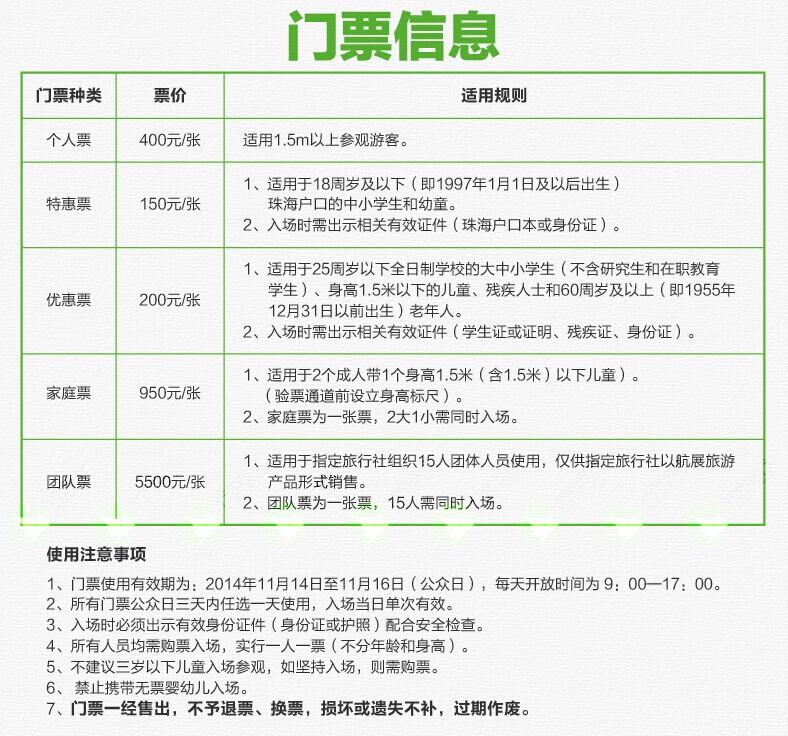 门票信息
门票种类 票价 适用规则
个人票 400元/张 适用1.5m以上参观游客。
特惠票 150元/张
1、适用于18周岁及以下（即1997年1月1日及以后出生）
珠海户口的中小学生和幼童。
2、入场时需出示相关有效证件（珠海户口本或身份证）。
优惠票 200元/张
1、适用于25周岁以下全日制学校的大中小学生（不含研究生和在职教育
学生）、身高1.5米以下的儿童、残疾人士和60周岁及以上（即1955年
12月31日以前出生）老年人。
2、入场时需出示相关有效证件（学生证或证明、残疾证、身份证）。
家庭票 950元/张
1、适用于2个成人带1个身高1.5米（含1.5米）以下儿童）。
（验票通道前设立身高标尺）。
2、家庭票为一张票，2大1小需同时入场。
团队票 5500元/张
1、适用于指定旅行社组织15人团体人员使用，仅供指定旅行社以航展旅游
产品形式销售。
2、团队票为一张票，15人需同时入场。
使用注意事项
1、门票使用有效期为：2014年11月14日至11月16日（公众日），每天开放时间为 9；00—17；00。
2、所有门票公众日三天内任选一天使用，入场当日单次有效。
3、入场时必须出示有效身份证件（身份证或护照）配合安全检查。
4、所有人员均需购票入场，实行一人一票（不分年龄和身高）。
5、不建议三岁以下儿童入场参观，如坚持入场，则需购票。
6、 禁止携带无票婴幼儿入场。
7、门票一经售出，不予退票、换票，损坏或遗失不补，过期作废。